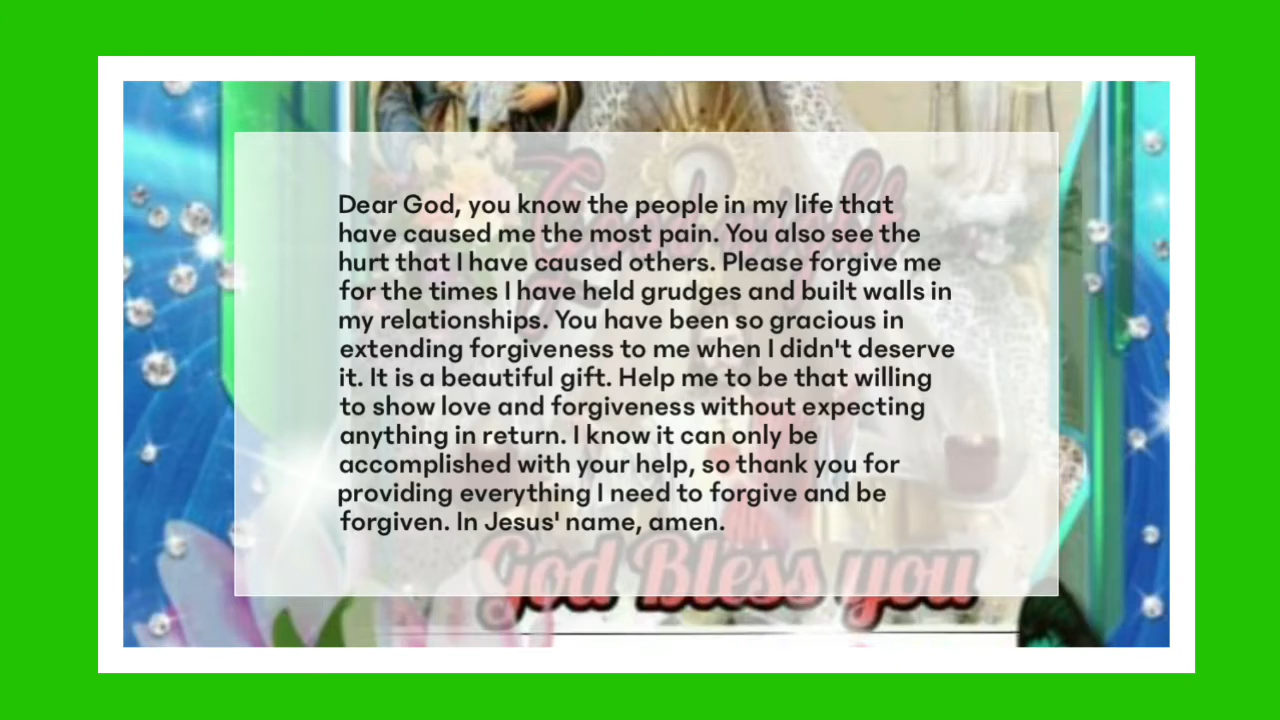 Good Night
Dear God, you know the people in my life that
have caused me the most pain. You also see the
hurt that I have caused others. Please forgive me
for the times I have held grudges and built walls in
my relationships. You have been so gracious in
extending forgiveness to me when I didn't deserve
it. It is a beautiful gift. Help me to be that willing
to show love and forgiveness without expecting
anything in return. I know it can only be
accomplished with your help, so thank you for
providing everything I need to forgive and be
forgiven. In Jesus' name, amen.
God Bless you